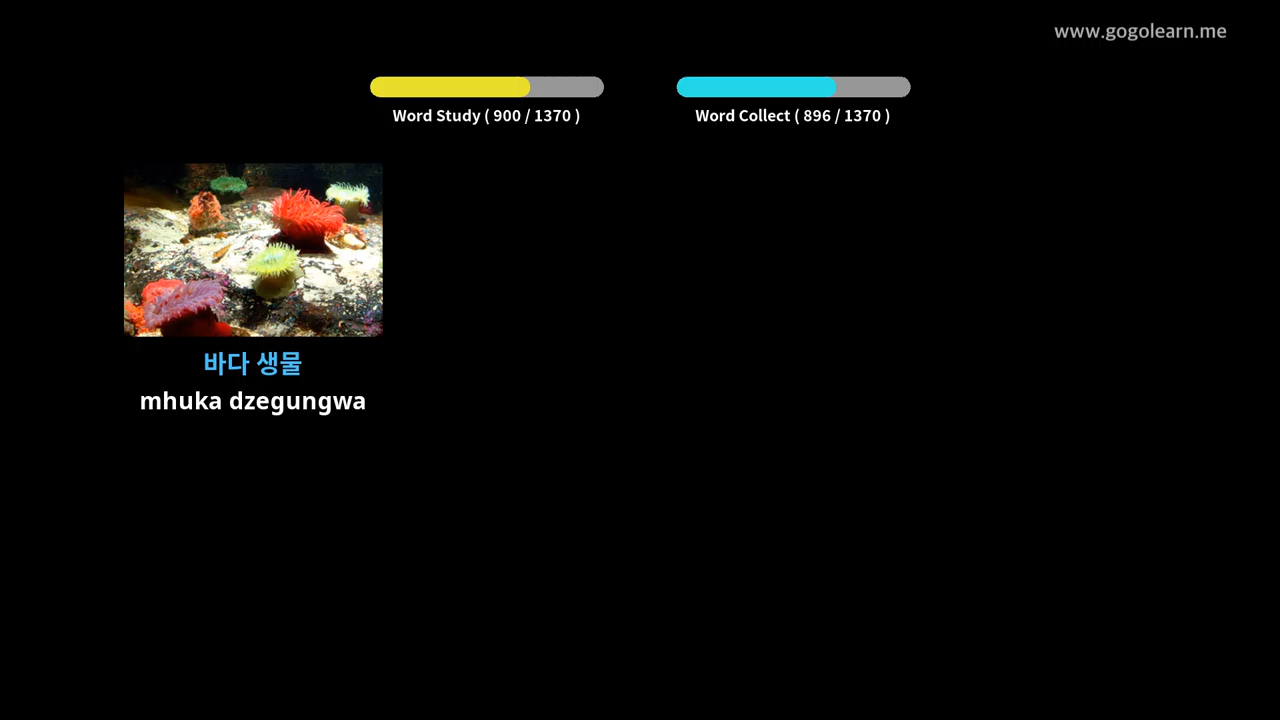 www.gogolearn.me
Word Study ( 900 / 1370 )
Word Collect ( 896 / 1370 )
바다 생물
mhuka dzegungwa